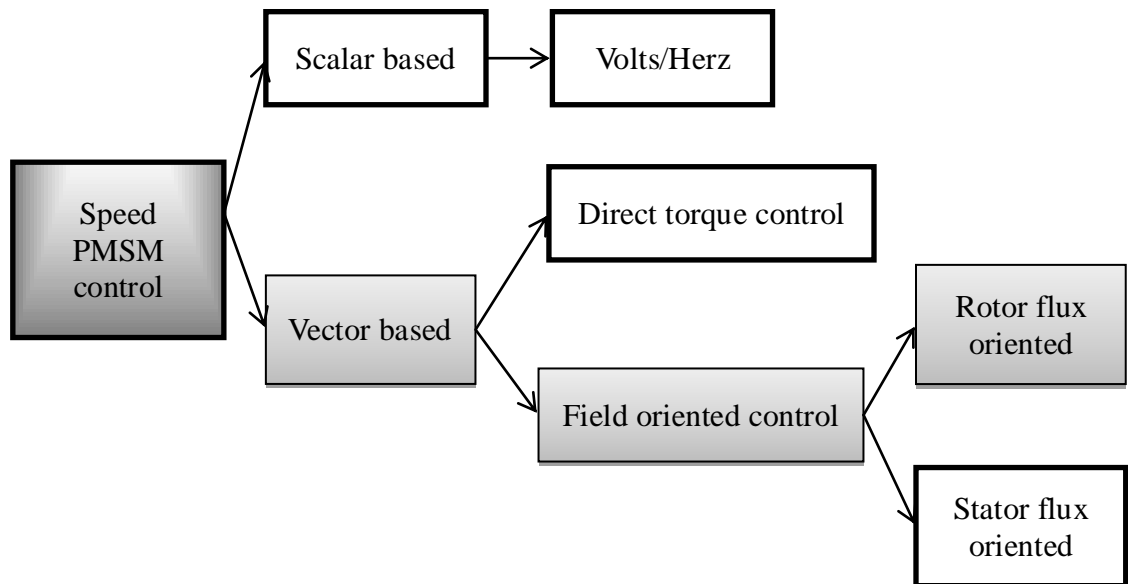 Scalar based
Volts/Herz
Speed
PMSM
control
Direct torque control
Vector based
Rotor flux
oriented
Field oriented control
Stator flux
oriented